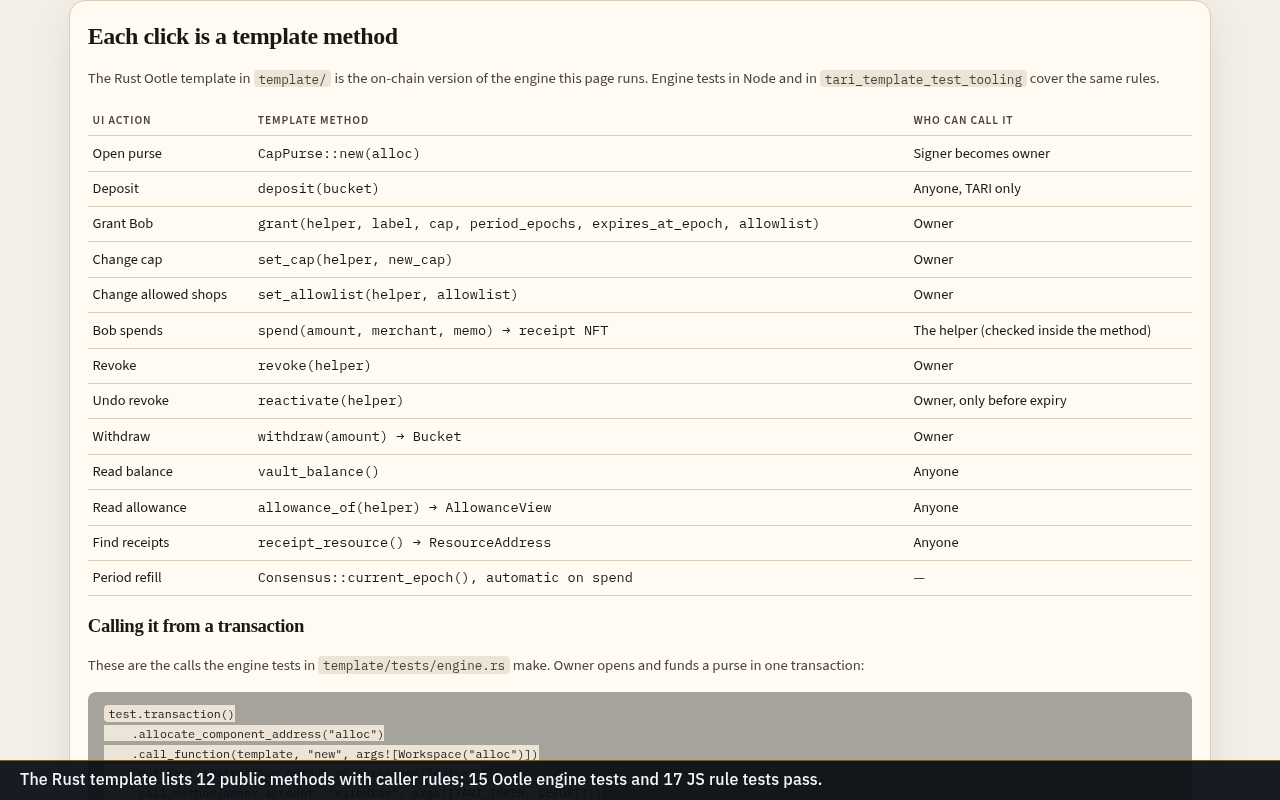 Each click is a template method
The Rust Ootle template in template/ is the on-chain version of the engine this page runs. Engine tests in Node and in tari_template_test_tooling cover the same rules.
UI ACTION TEMPLATE METHOD WHO CAN CALL IT
Open purse CapPurse::new(alloc) Signer becomes owner
Deposit deposit(bucket) Anyone, TARI only
Grant Bob grant(helper, label, cap, period_epochs, expires_at_epoch, allowlist) Owner
Change cap set_cap(helper, new_cap) Owner
Change allowed shops set_allowlist(helper, allowlist) Owner
Bob spends spend(amount, merchant, memo) → receipt NFT The helper (checked inside the method)
Revoke revoke(helper) Owner
Undo revoke reactivate(helper) Owner, only before expiry
Withdraw withdraw(amount) → Bucket Owner
Read balance vault_balance() Anyone
Read allowance allowance_of(helper) → AllowanceView Anyone
Find receipts receipt_resource() → ResourceAddress Anyone
Period refill Consensus::current_epoch(), automatic on spend —
Calling it from a transaction
These are the calls the engine tests in template/tests/engine.rs make. Owner opens and funds a purse in one transaction:
test.transaction()
.allocate_component_address("alloc")
.call_function(template, "new", args![Workspace("alloc")])
The Rust template lists 12 public methods with caller rules; 15 Ootle engine tests and 17 JS rule tests pass.